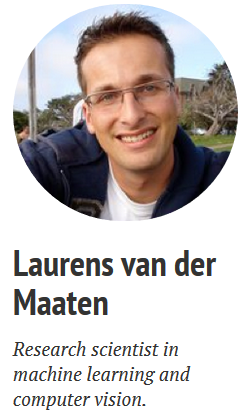 Laurens van der
Maaten
Research scientist in
machine learning and
computer vision.